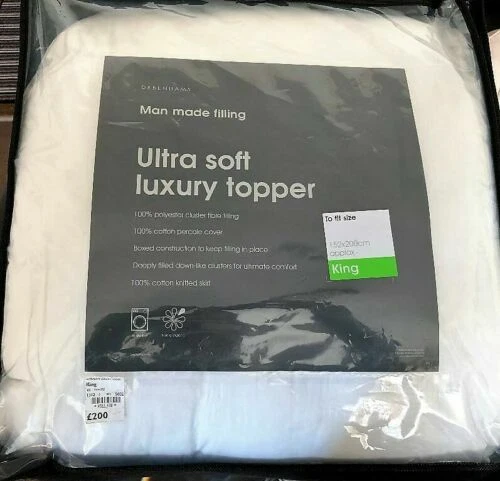 DEBENHAMS
Man made filling
Ultra soft
luxury topper
100% polyester cluster fibre filling
100% cotton percale cover
Boxed construction to keep filling in place
Deeply filled down-like clusters for ultimate comfort
100% cotton knitted skirt
To fit size
152x208cm
approx
King
King
£200